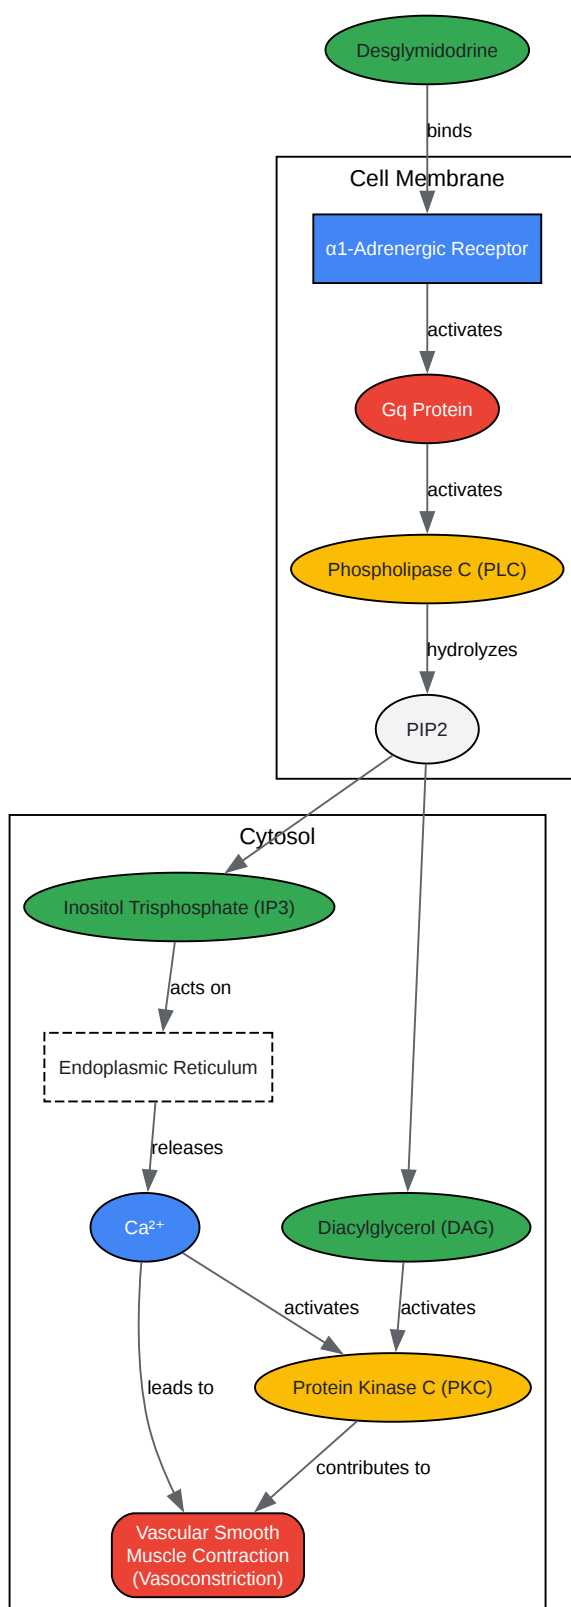 Desglymidodrine
binds
Cell Membrane
α1-Adrenergic Receptor
activates
Gq Protein
activates
Phospholipase C (PLC)
hydrolyzes
PIP2
Cytosol
Inositol Trisphosphate (IP3)
acts on
Endoplasmic Reticulum
releases
Ca²⁺
Diacylglycerol (DAG)
activates
activates
Protein Kinase C (PKC)
leads to
contributes to
Vascular Smooth
Muscle Contraction
(Vasoconstriction)